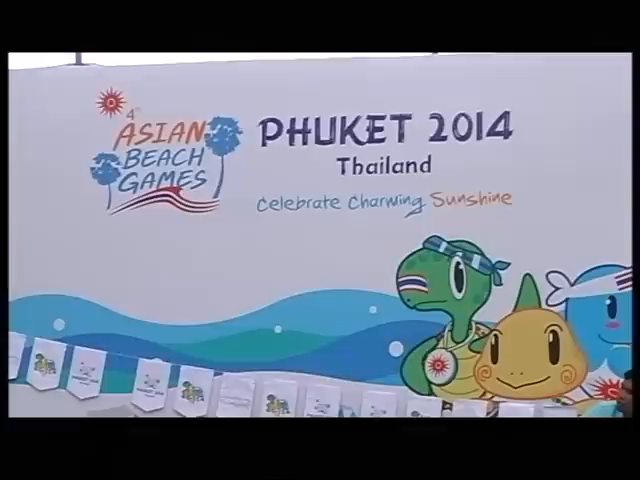 4th
ASIAN
BEACH
GAMES
PHUKET 2014
Thailand
Celebrate Charming Sunshine